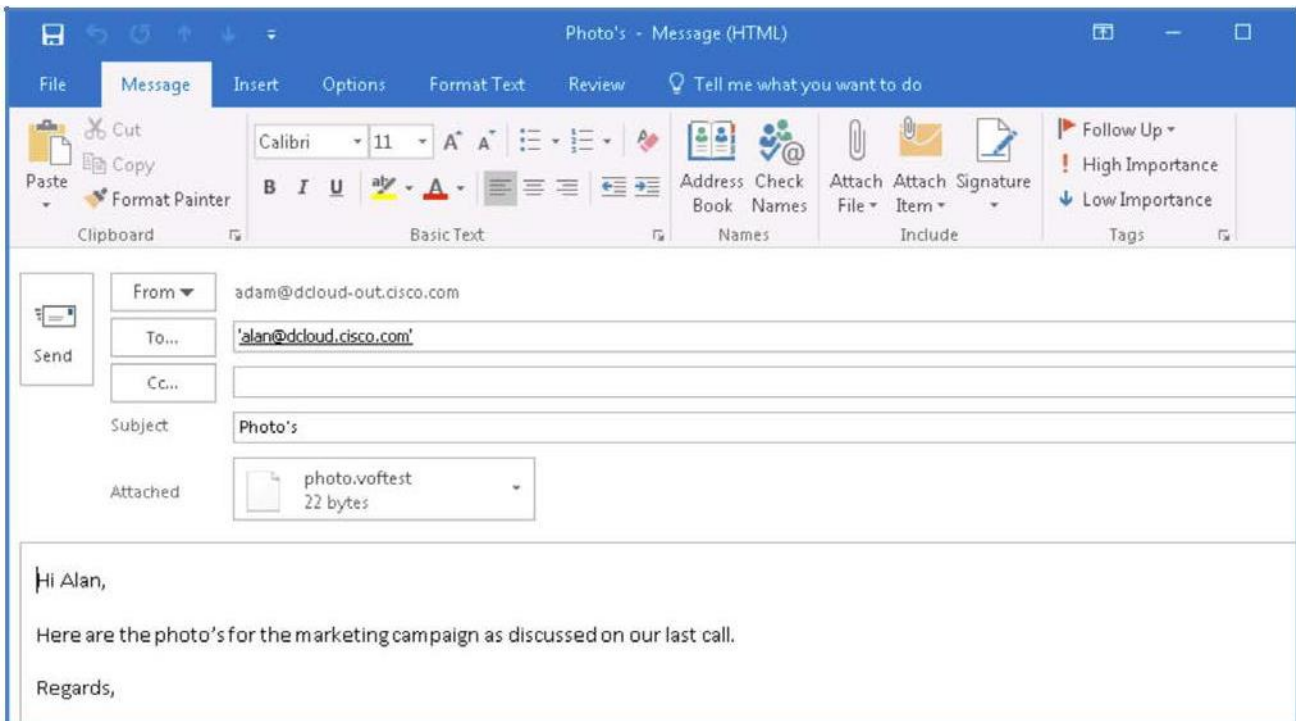 Photo's - Message (HTML)
File Message Insert Options Format Text Review Tell me what you want to do
Paste
Cut
Copy
Format Painter
Clipboard
Calibri 11
B I U aby A
Basic Text
Address Book
Check Names
Names
Attach File
Attach Item
Signature
Include
Follow Up
High Importance
Low Importance
Tags
Send
From adam@dcloud-out.cisco.com
To... 'alan@dcloud.cisco.com'
Cc...
Subject Photo's
Attached photo.voftest
22 bytes
Hi Alan,
Here are the photo's for the marketing campaign as discussed on our last call.
Regards,